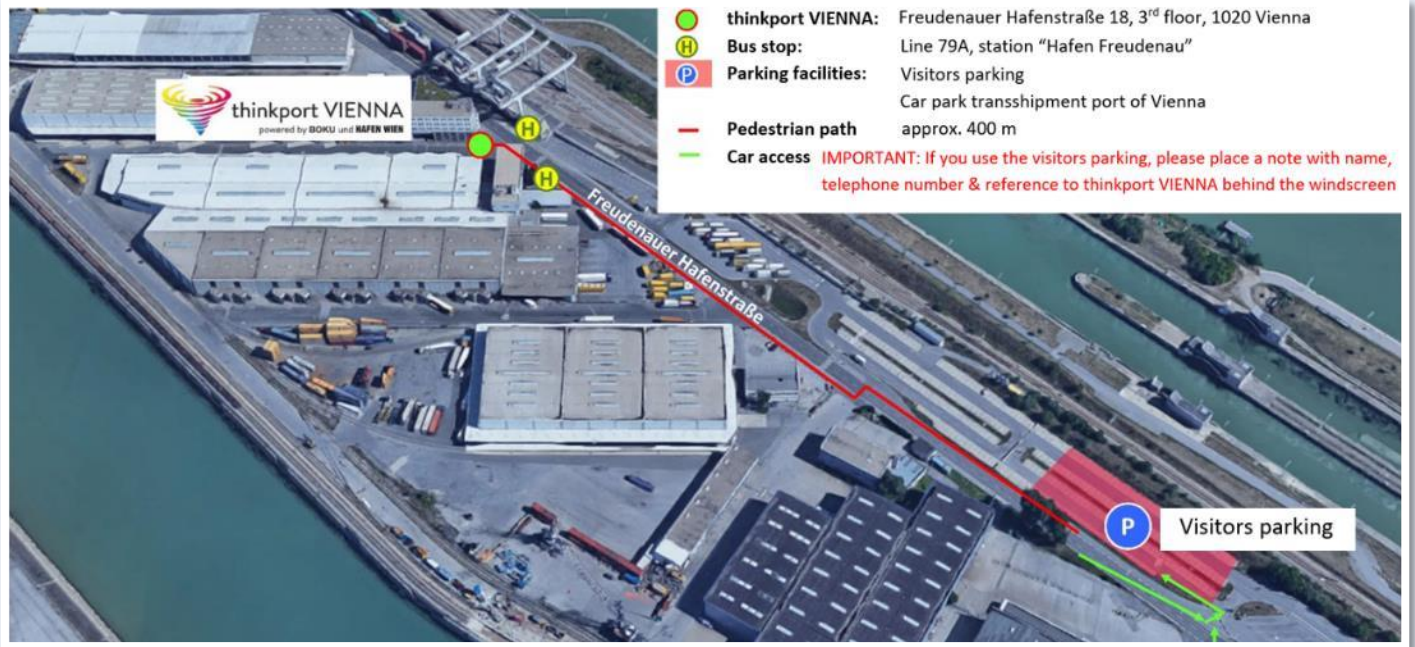 thinkport VIENNA: Freudenauer Hafenstraße 18, 3rd floor, 1020 Vienna
H Bus stop: Line 79A, station “Hafen Freudenau”
P Parking facilities: Visitors parking
Car park transshipment port of Vienna
Pedestrian path approx. 400 m
Car access IMPORTANT: If you use the visitors parking, please place a note with name,
telephone number & reference to thinkport VIENNA behind the windscreen
thinkport VIENNA
powered by BOKU und HAFEN WIEN
H
H
Freudenauer Hafenstraße
P Visitors parking